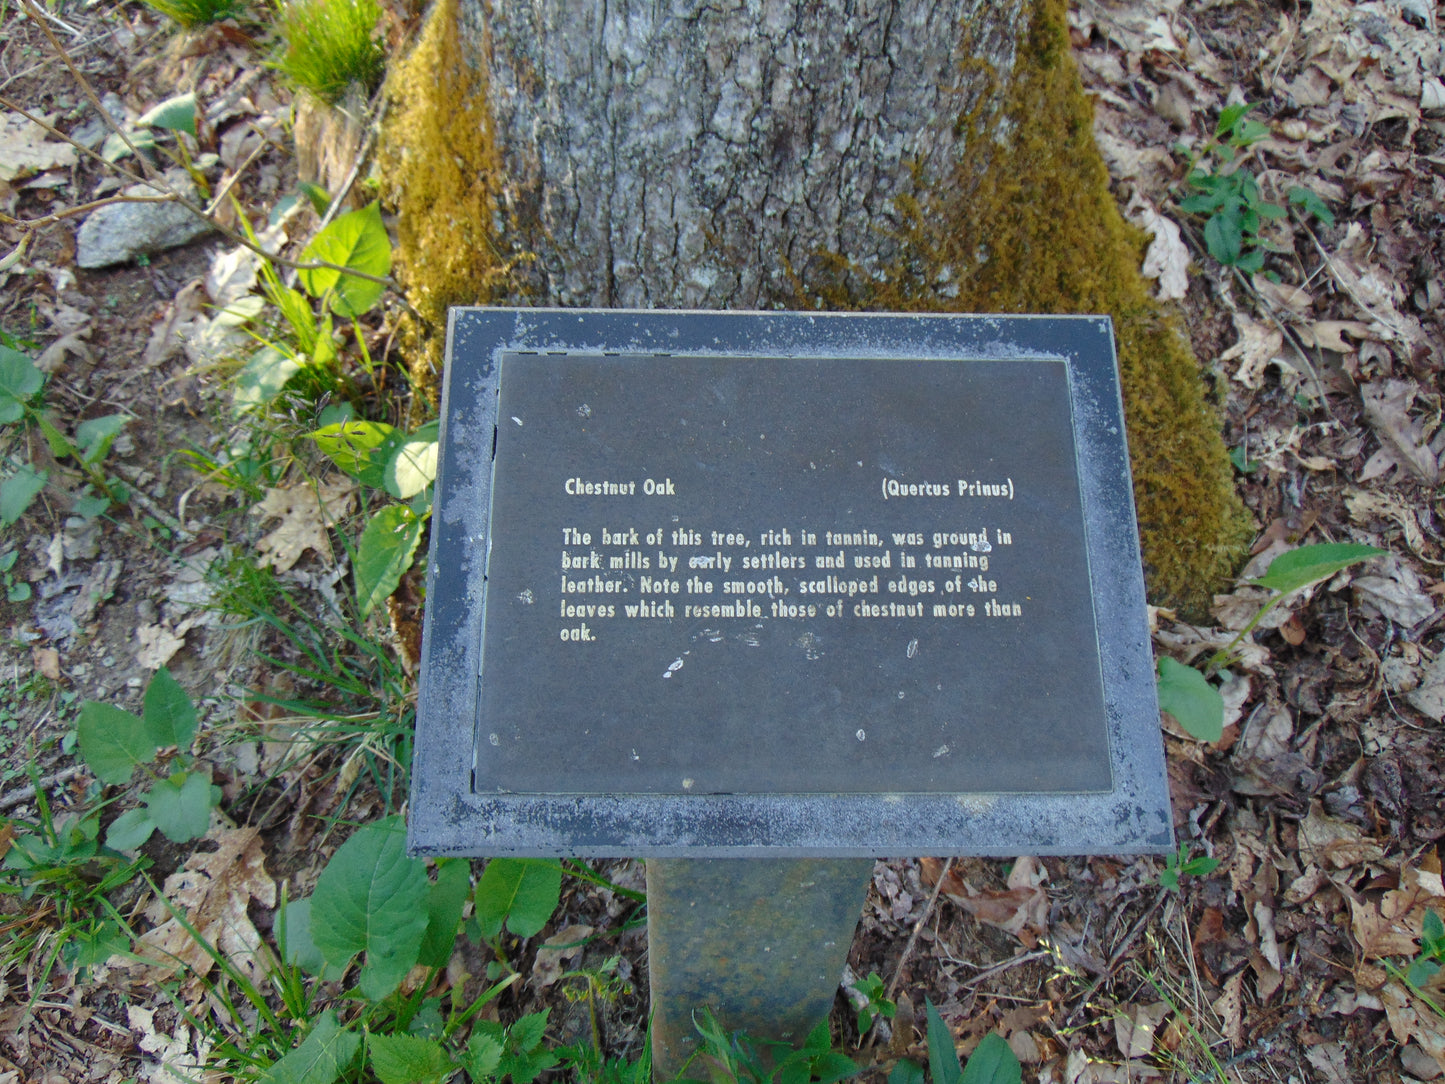 Chestnut Oak (Quercus Prinus)
The bark of this tree, rich in tannin, was ground in
bark mills by early settlers and used in tanning
leather. Note the smooth, scalloped edges of the
leaves which resemble those of chestnut more than
oak.